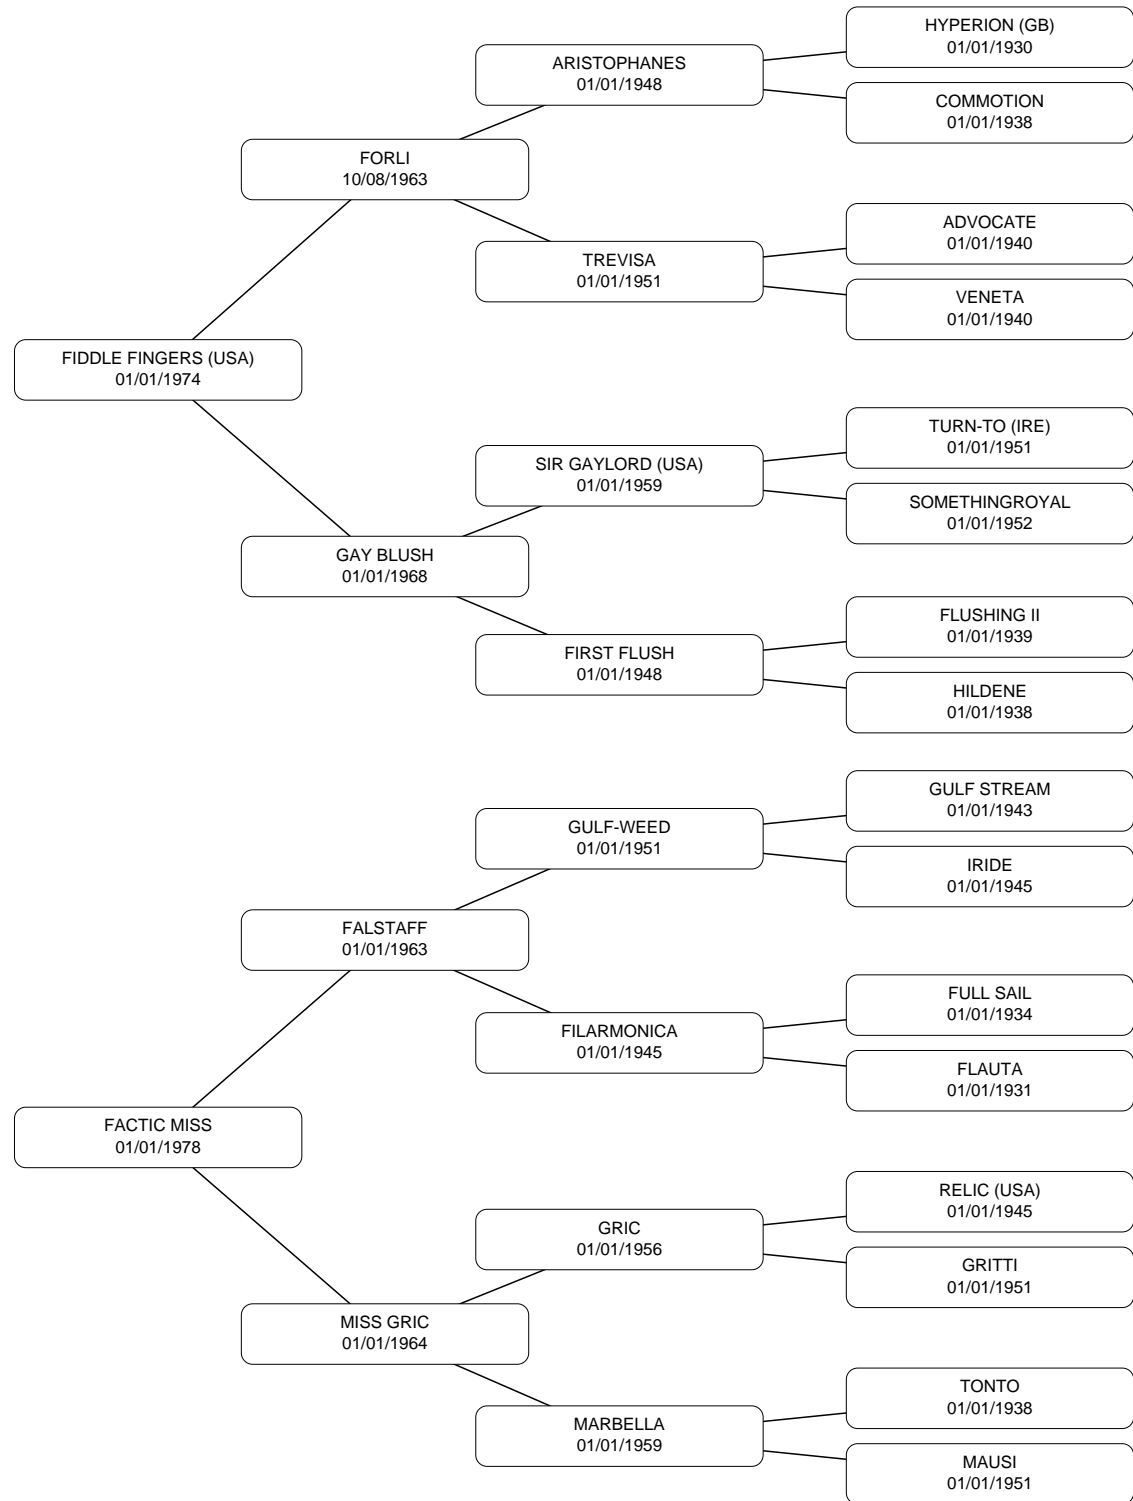 HYPERION (GB)
01/01/1930
ARISTOPHANES
01/01/1948
COMMOTION
01/01/1938
FORLI
10/08/1963
ADVOCATE
01/01/1940
TREVISA
01/01/1951
VENETA
01/01/1940
FIDDLE FINGERS (USA)
01/01/1974
TURN-TO (IRE)
01/01/1951
SIR GAYLORD (USA)
01/01/1959
SOMETHINGROYAL
01/01/1952
GAY BLUSH
01/01/1968
FLUSHING II
01/01/1939
FIRST FLUSH
01/01/1948
HILDENE
01/01/1938
GULF STREAM
01/01/1943
GULF-WEED
01/01/1951
IRIDE
01/01/1945
FALSTAFF
01/01/1963
FULL SAIL
01/01/1934
FILARMONICA
01/01/1945
FLAUTA
01/01/1931
FACTIC MISS
01/01/1978
RELIC (USA)
01/01/1945
GRIC
01/01/1956
GRITTI
01/01/1951
MISS GRIC
01/01/1964
TONTO
01/01/1938
MARBELLA
01/01/1959
MAUSI
01/01/1951